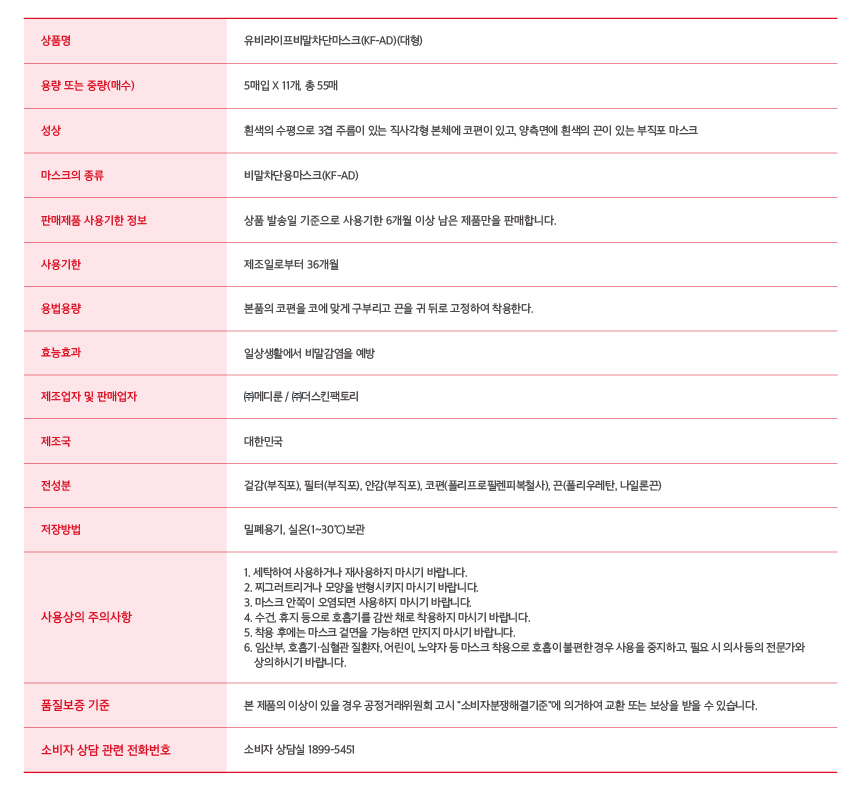 상품명
유비라이프비말차단마스크(KF-AD)(대형)
용량 또는 중량(매수)
5매입 X 11개, 총 55매
성상
흰색의 수평으로 3겹 주름이 있는 직사각형 본체에 코편이 있고, 양측면에 흰색의 끈이 있는 부직포 마스크
마스크의 종류
비말차단용마스크(KF-AD)
판매제품 사용기한 정보
상품 발송일 기준으로 사용기한 6개월 이상 남은 제품만을 판매합니다.
사용기한
제조일로부터 36개월
용법용량
본품의 코편을 코에 맞게 구부리고 끈을 귀 뒤로 고정하여 착용한다.
효능효과
일상생활에서 비말감염을 예방
제조업자 및 판매업자
㈜메디룬 / ㈜더스킨팩토리
제조국
대한민국
전성분
겉감(부직포), 필터(부직포), 안감(부직포), 코편(폴리프로필렌피복철사), 끈(폴리우레탄, 나일론끈)
저장방법
밀폐용기, 실온(1~30℃)보관
사용상의 주의사항
1. 세탁하여 사용하거나 재사용하지 마시기 바랍니다.
2. 찌그러트리거나 모양을 변형시키지 마시기 바랍니다.
3. 마스크 안쪽이 오염되면 사용하지 마시기 바랍니다.
4. 수건, 휴지 등으로 호흡기를 감싼 채로 착용하지 마시기 바랍니다.
5. 착용 후에는 마스크 겉면을 가능하면 만지지 마시기 바랍니다.
6. 임산부, 호흡기·심혈관 질환자, 어린이, 노약자 등 마스크 착용으로 호흡이 불편한 경우 사용을 중지하고, 필요 시 의사 등의 전문가와
상의하시기 바랍니다.
품질보증 기준
본 제품의 이상이 있을 경우 공정거래위원회 고시 "소비자분쟁해결기준"에 의거하여 교환 또는 보상을 받을 수 있습니다.
소비자 상담 관련 전화번호
소비자 상담실 1899-5451